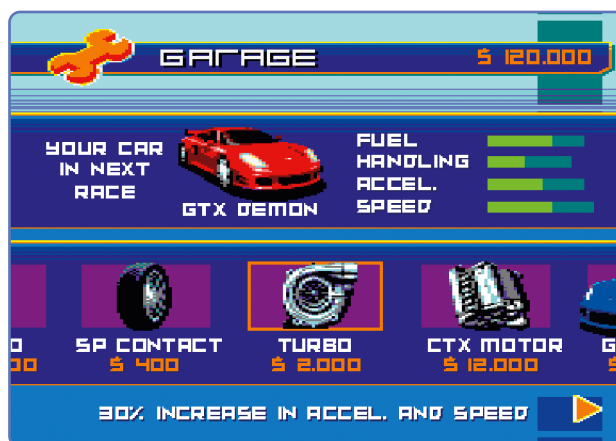 GARAGE
$ 120.000
YOUR CAR
IN NEXT
RACE
GTX DEMON
FUEL
HANDLING
ACCEL.
SPEED
SP CONTACT
$ 400
TURBO
$ 2.000
CTX MOTOR
$ 12.000
30% INCREASE IN ACCEL. AND SPEED